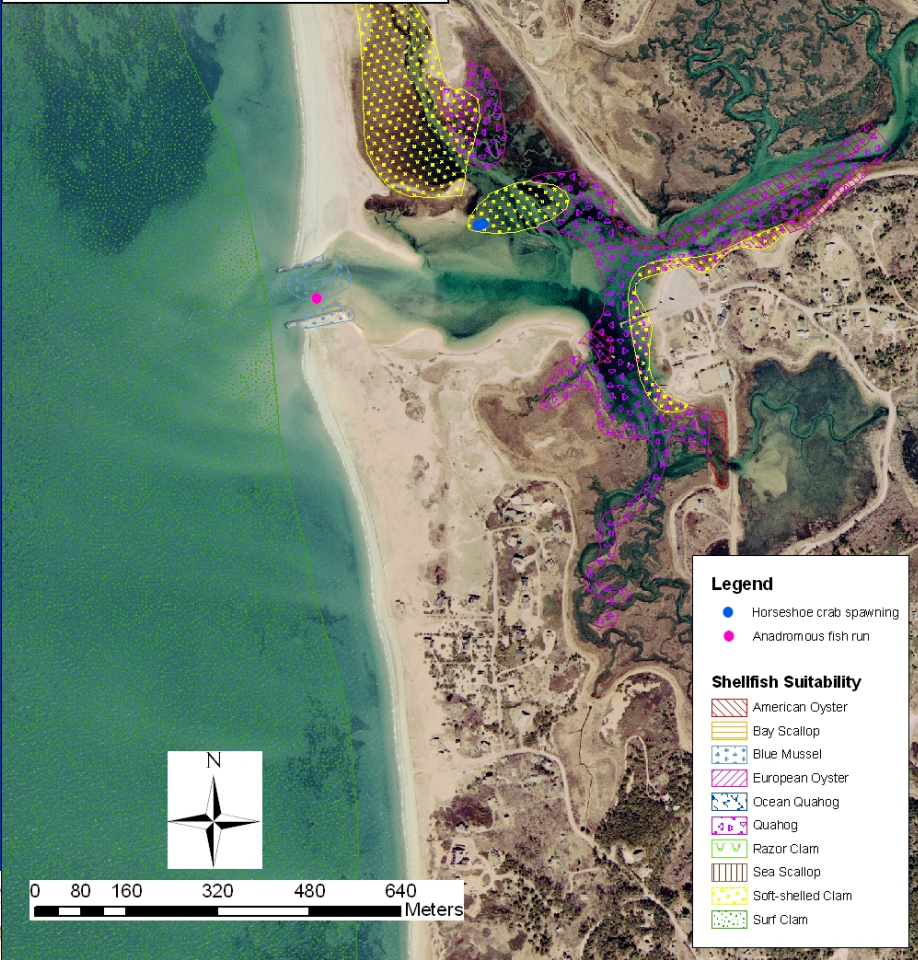 N
0 80 160 320 480 640
Meters
Legend
Horseshoe crab spawning
Anadromous fish run
Shellfish Suitability
American Oyster
Bay Scallop
Blue Mussel
European Oyster
Ocean Quahog
Quahog
Razor Clam
Sea Scallop
Soft-shelled Clam
Surf Clam